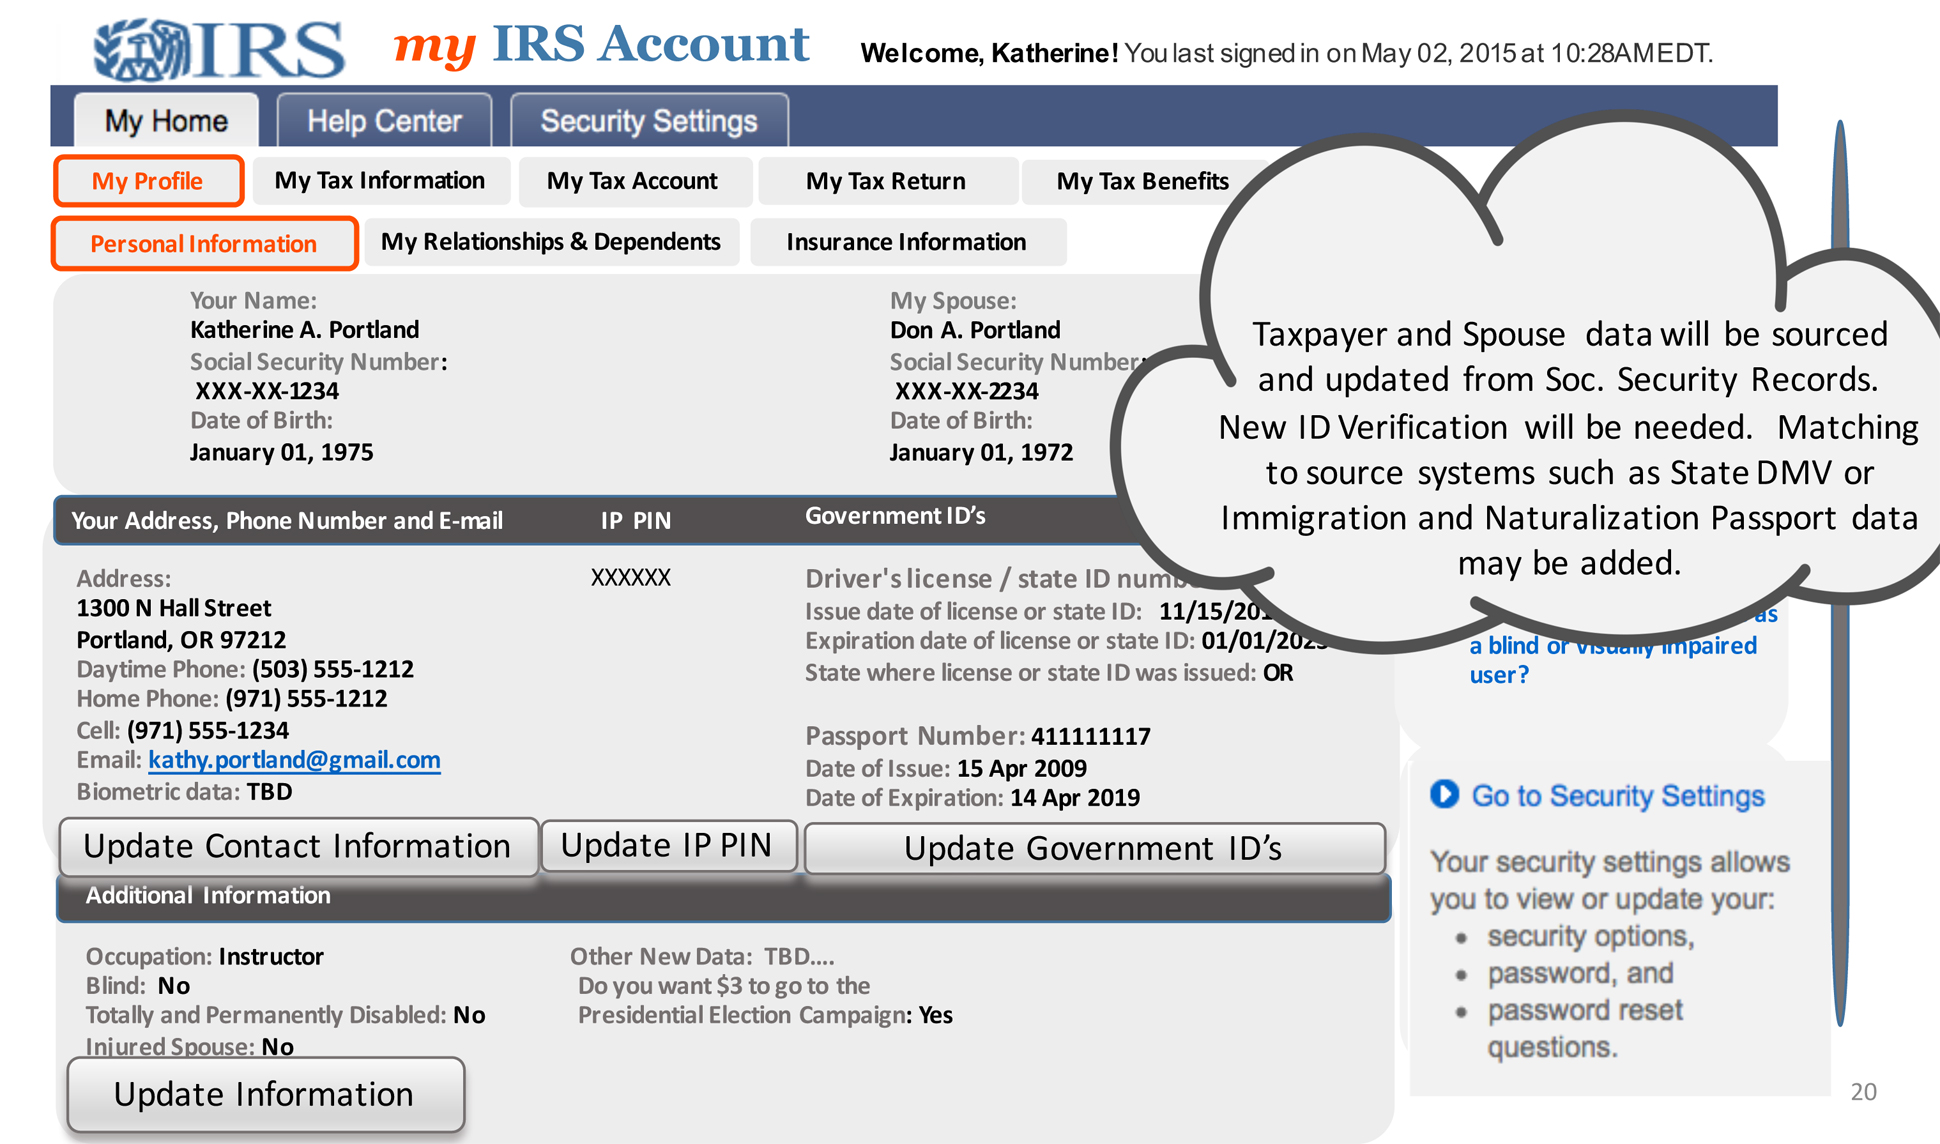 IRS my IRS Account Welcome, Katherine! You last signed in on May 02, 2015 at 10:28AM EDT.
My Home Help Center Security Settings
My Profile My Tax Information My Tax Account My Tax Return My Tax Benefits
Personal Information My Relationships & Dependents Insurance Information
Your Name:
Katherine A. Portland
Social Security Number:
XXX-XX-1234
Date of Birth:
January 01, 1975
My Spouse:
Don A. Portland
Social Security Number:
XXX-XX-2234
Date of Birth:
January 01, 1972
Taxpayer and Spouse data will be sourced
and updated from Soc. Security Records.
New ID Verification will be needed. Matching
to source systems such as State DMV or
Immigration and Naturalization Passport data
may be added.
Your Address, Phone Number and E-mail IP PIN Government ID’s
Address:
1300 N Hall Street
Portland, OR 97212
Daytime Phone: (503) 555-1212
Home Phone: (971) 555-1212
Cell: (971) 555-1234
Email: kathy.portland@gmail.com
Biometric data: TBD
XXXXXX
Driver's license / state ID
Issue date of license or state ID: 11/15/20
Expiration date of license or state ID: 01/01/202
State where license or state ID was issued: OR
Passport Number: 411111117
Date of Issue: 15 Apr 2009
Date of Expiration: 14 Apr 2019
as
a blind or visually impaired
user?
Update Contact Information Update IP PIN Update Government ID’s
Additional Information
Occupation: Instructor
Blind: No
Totally and Permanently Disabled: No
Injured Spouse: No
Other New Data: TBD....
Do you want $3 to go to the
Presidential Election Campaign: Yes
Update Information
Go to Security Settings
Your security settings allows
you to view or update your:
• security options,
• password, and
• password reset
questions.
20